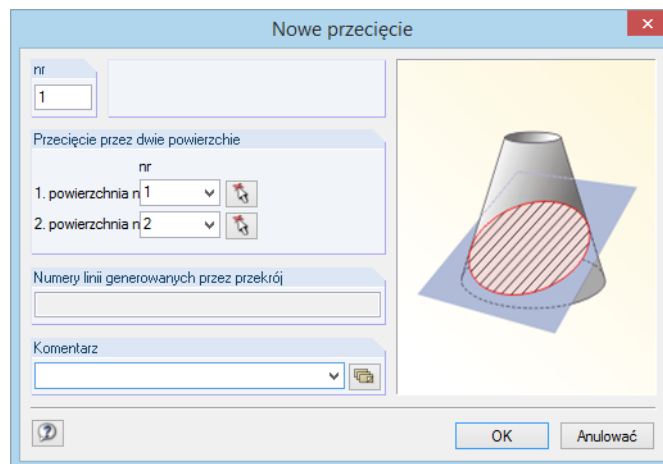 Nowe przecięcie
nr
1
Przecięcie przez dwie powierzchie
nr
1. powierzchnia n 1
2. powierzchnia n 2
Numery linii generowanych przez przekrój
Komentarz
OK
Anulować